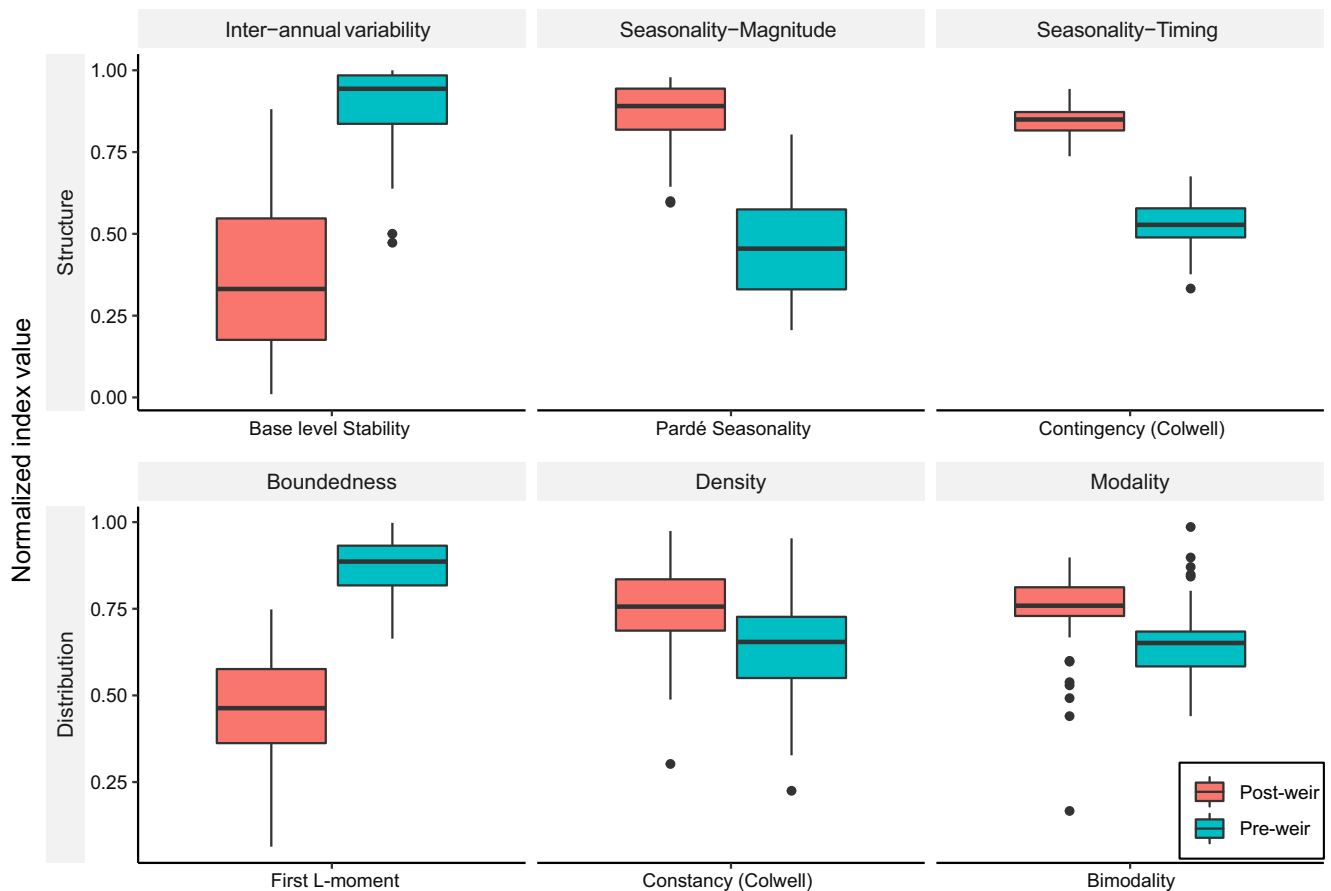 Inter−annual variability
Seasonality−Magnitude
Seasonality−Timing
Normalized index value
Structure
1.00
0.75
0.50
0.25
0.00
Base level Stability
Pardé Seasonality
Contingency (Colwell)
Boundedness
Density
Modality
Distribution
1.00
0.75
0.50
0.25
Post-weir
Pre-weir
First L-moment
Constancy (Colwell)
Bimodality